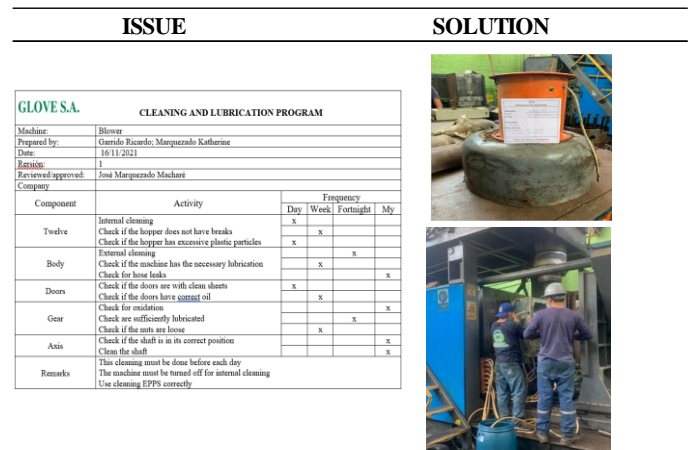 ISSUE SOLUTION
GLOVE S.A.
CLEANING AND LUBRICATION PROGRAM
Machine: Blower
Prepared by: Garrido Ricardo; Marquezado Katherine
Date: 16/11/2021
Rersión: 1
Reviewed/approved: José Marquezado Macharé
Company
Component Activity Frequency
Day Week Fortnight My
Twelve
Internal cleaning x
Check if the hopper does not have breaks x
Check if the hopper has excessive plastic particles x
Body
External cleaning x
Check if the machine has the necessary lubrication x
Check for hose leaks x
Doors
Check if the doors are with clean sheets x
Check if the doors have correct oil x
Gear
Check for oxidation x
Check are sufficiently lubricated x
Check if the nuts are loose x
Axis
Check if the shaft is in its correct position x
Clean the shaft x
Remarks
This cleaning must be done before each day
The machine must be turned off for internal cleaning
Use cleaning EPPS correctly